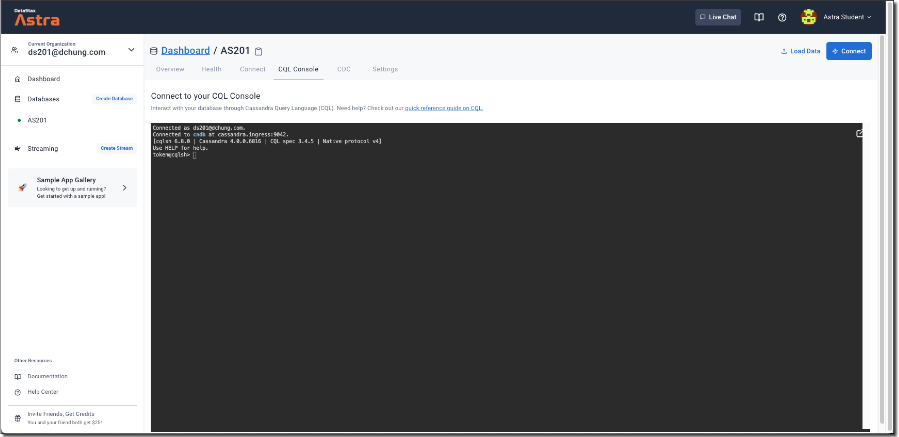 DataStax
Astra
Live Chat
Astra Student
Current Organization
ds201@dchung.com
Dashboard
Databases
Create Database
AS201
Streaming
Create Stream
Sample App Gallery
Looking to get up and running?
Get started with a sample app!
Other Resources
Documentation
Help Center
Invite Friends, Get Credits
You and your friend both get $25!
Dashboard / AS201
Load Data
Connect
Overview
Health
Connect
CQL Console
CDC
Settings
Connect to your CQL Console
Interact with your database through Cassandra Query Language (CQL). Need help? Check out our quick reference guide on CQL.
Connected as ds201@dchung.com.
Connected to cndb at cassandra.ingress:9042.
[cqlsh 6.8.0 | Cassandra 4.0.0.6816 | CQL spec 3.4.5 | Native protocol v4]
Use HELP for help.
token@cqlsh>